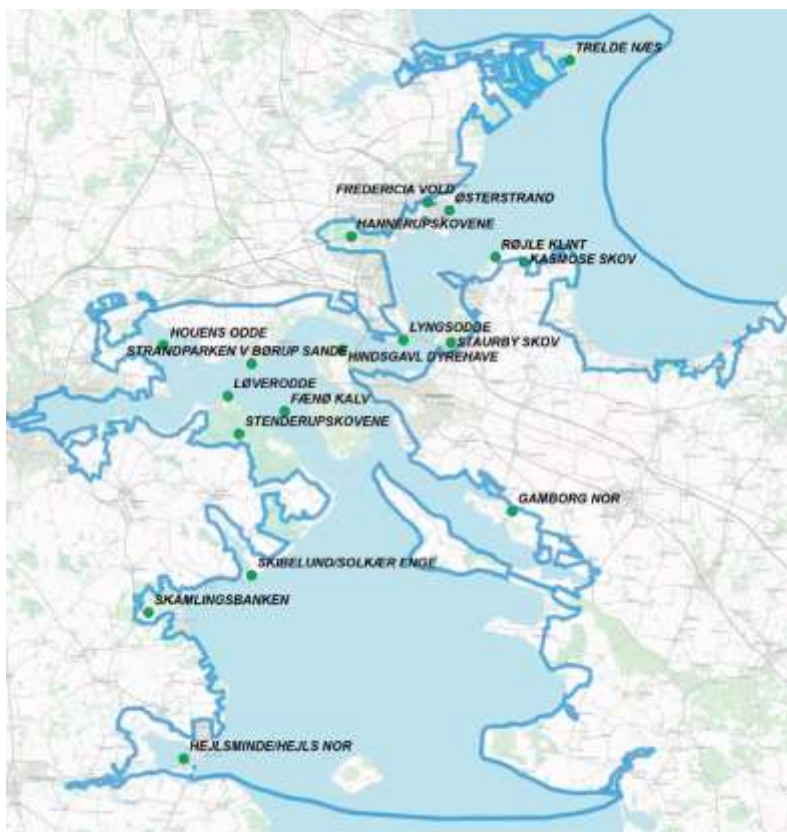 TRELDE NÆS
FREDERICIA VOLD
ØSTERSTRAND
HANNERUPSKOVENE
RØJLE KLINT
KASMOSE SKOV
HOUENS ODDE
LYNGSODDE
STAURBY SKOV
STRANDPARKEN V BØRUP SANDE
HINDSGAVL DYREHAVE
LØVERODDE
FÆNØ KALV
STENDERUPSKOVENE
GAMBORG NOR
SKIBELUND/SOLKÆR ENGE
SKAMLINGSBANKEN
HEJLSMINDE/HEJLS NOR